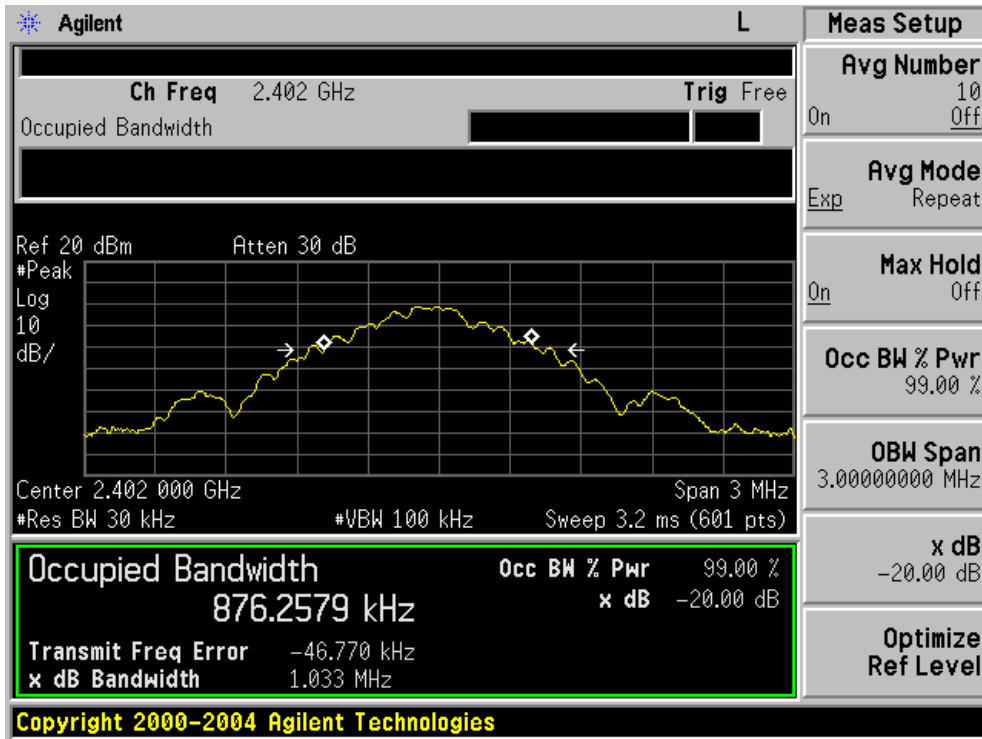 Agilent L
Meas Setup
Ch Freq 2.402 GHz Trig Free
Occupied Bandwidth
Ref 20 dBm Atten 30 dB
#Peak
Log
10
dB/
Center 2.402 000 GHz Span 3 MHz
#Res BW 30 kHz #VBW 100 kHz Sweep 3.2 ms (601 pts)
Occupied Bandwidth
876.2579 kHz
Occ BW % Pwr 99.00 %
x dB -20.00 dB
Transmit Freq Error -46.770 kHz
x dB Bandwidth 1.033 MHz
Copyright 2000-2004 Agilent Technologies
Avg Number
10
On Off
Avg Mode
Exp Repeat
Max Hold
On Off
Occ BW % Pwr
99.00 %
OBW Span
3.00000000 MHz
x dB
-20.00 dB
Optimize
Ref Level